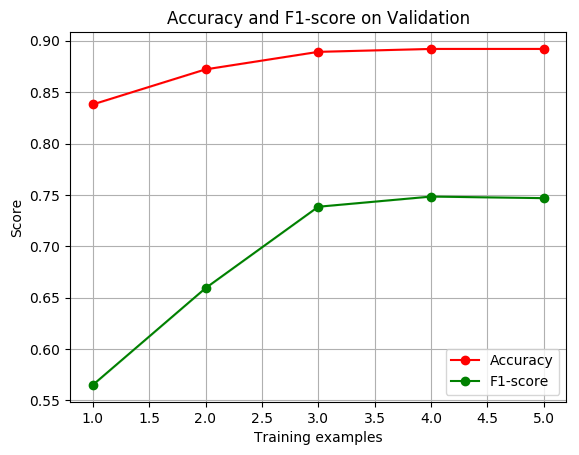 Accuracy and F1-score on Validation
0.90
0.85
0.80
0.75
0.70
0.65
0.60
0.55
Score
Accuracy
F1-score
1.0 1.5 2.0 2.5 3.0 3.5 4.0 4.5 5.0
Training examples